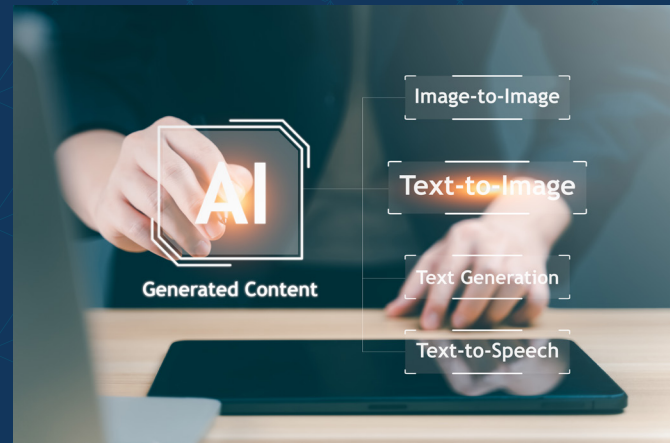 AI
Generated Content
Image-to-Image
Text-to-Image
Text Generation
Text-to-Speech